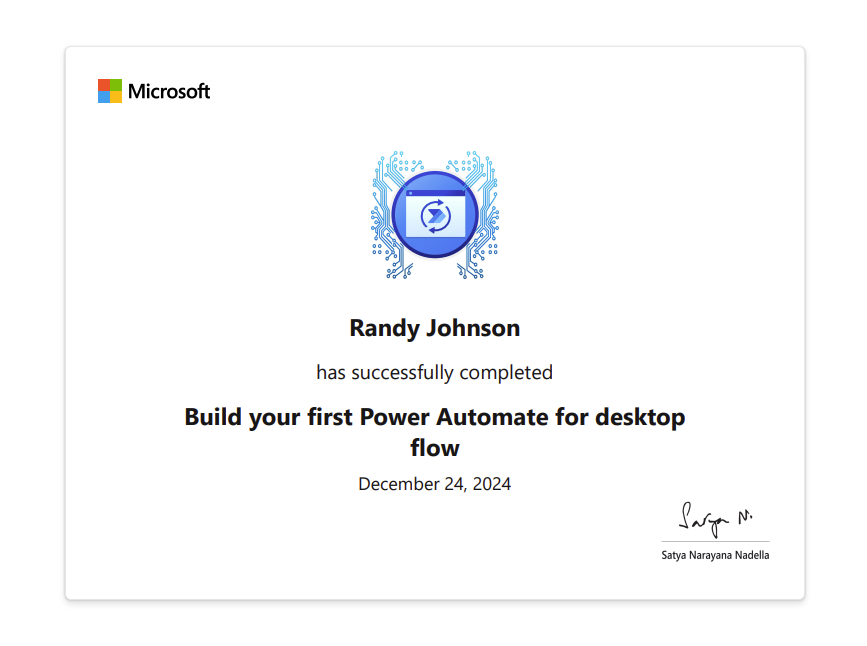 Microsoft
Randy Johnson
has successfully completed
Build your first Power Automate for desktop
flow
December 24, 2024
Satya N.
Satya Narayana Nadella